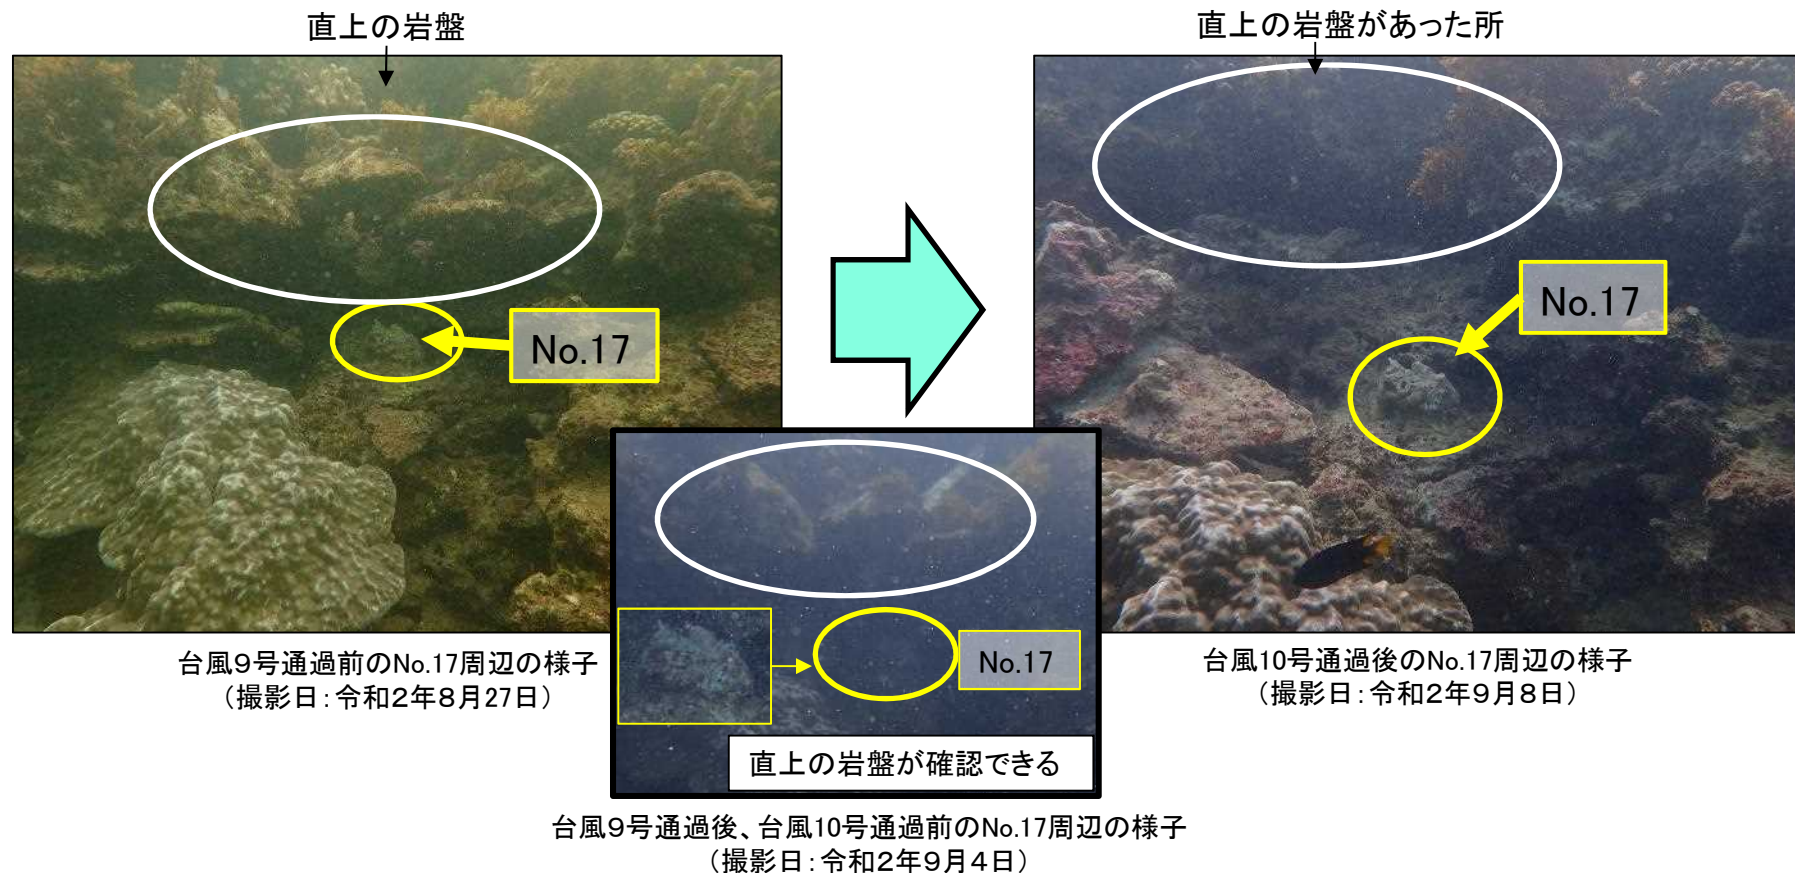 直上の岩盤
直上の岩盤があった所
No.17
No.17
No.17
直上の岩盤が確認できる
台風９号通過前のNo.17周辺の様子
（撮影日：令和２年８月27日）
台風10号通過後のNo.17周辺の様子
（撮影日：令和２年９月８日）
台風９号通過後、台風10号通過前のNo.17周辺の様子
（撮影日：令和２年９月４日）